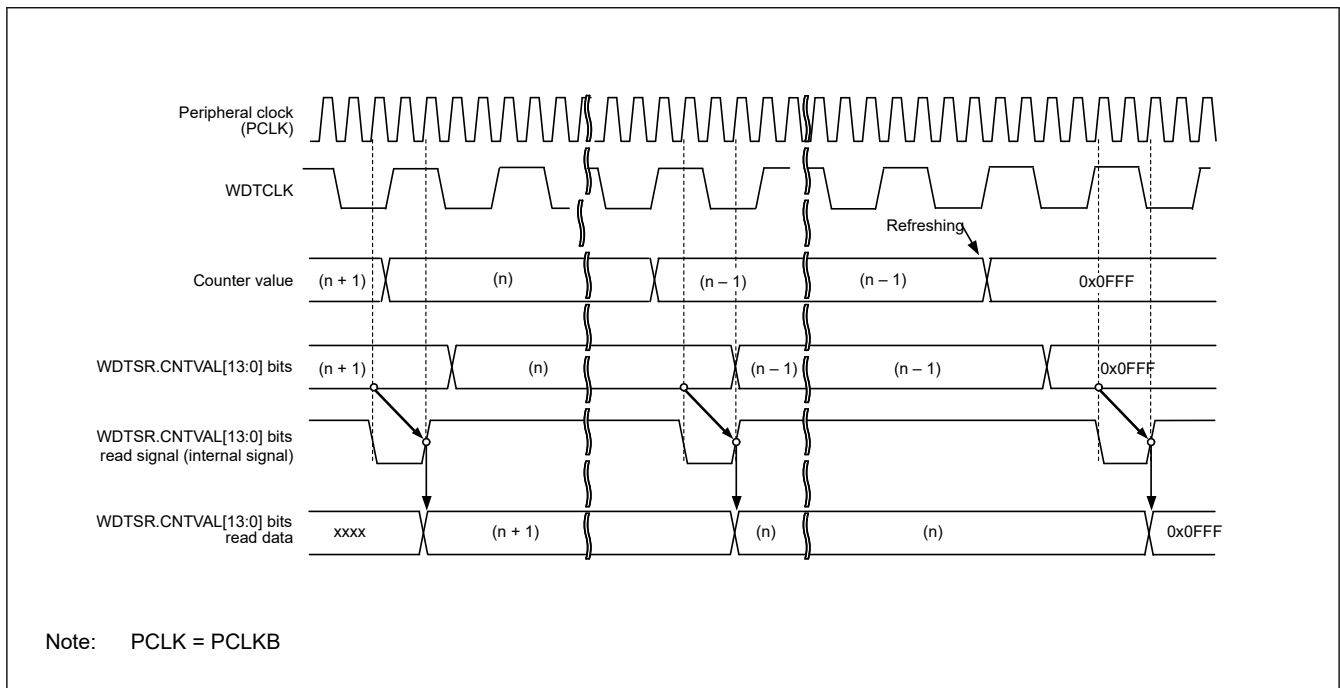 Peripheral clock
(PCLK)
WDTCLK
Refreshing
Counter value
(n + 1)
(n)
(n – 1)
(n – 1)
0x0FFF
WDTSR.CNTVAL[13:0] bits
(n + 1)
(n)
(n – 1)
(n – 1)
0x0FFF
WDTSR.CNTVAL[13:0] bits
read signal (internal signal)
WDTSR.CNTVAL[13:0] bits
read data
xxxx
(n + 1)
(n)
(n)
0x0FFF
Note: PCLK = PCLKB